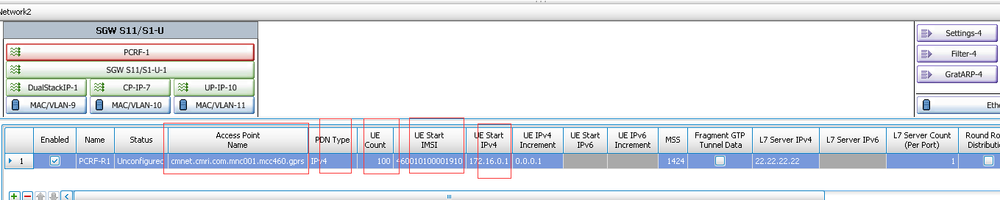 Network2
SGW S11/S1-U
PCRF-1
SGW S11/S1-U-1
DualStackIP-1 CP-IP-7 UP-IP-10
MAC/VLAN-9 MAC/VLAN-10 MAC/VLAN-11
Settings-4
Filter-4
GratARP-4
Ethe
Enabled Name Status Access Point Name PDN Type UE Count UE Start IMSI UE Start IPv4 UE IPv4 Increment UE Start IPv6 UE IPv6 Increment MSS Fragment GTP Tunnel Data L7 Server IPv4 L7 Server IPv6 L7 Server Count (Per Port) Round Ro Distributio
1 PCRF-R1 Unconfigured cmnet.cmri.com.mnc001.mcc460.gprs IPv4 100 460010100001910 172.16.0.1 0.0.0.1 1424 22.22.22.22 1